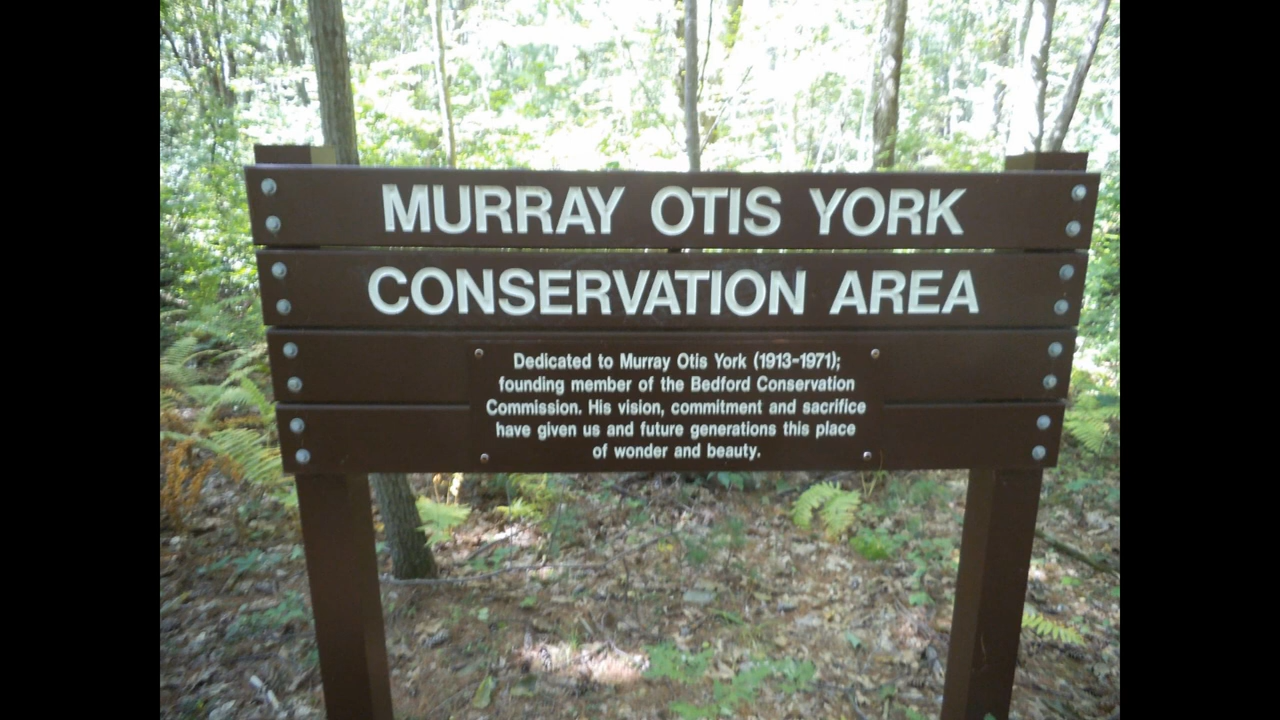 MURRAY OTIS YORK
CONSERVATION AREA
Dedicated to Murray Otis York (1913-1971);
founding member of the Bedford Conservation
Commission. His vision, commitment and sacrifice
have given us and future generations this place
of wonder and beauty.